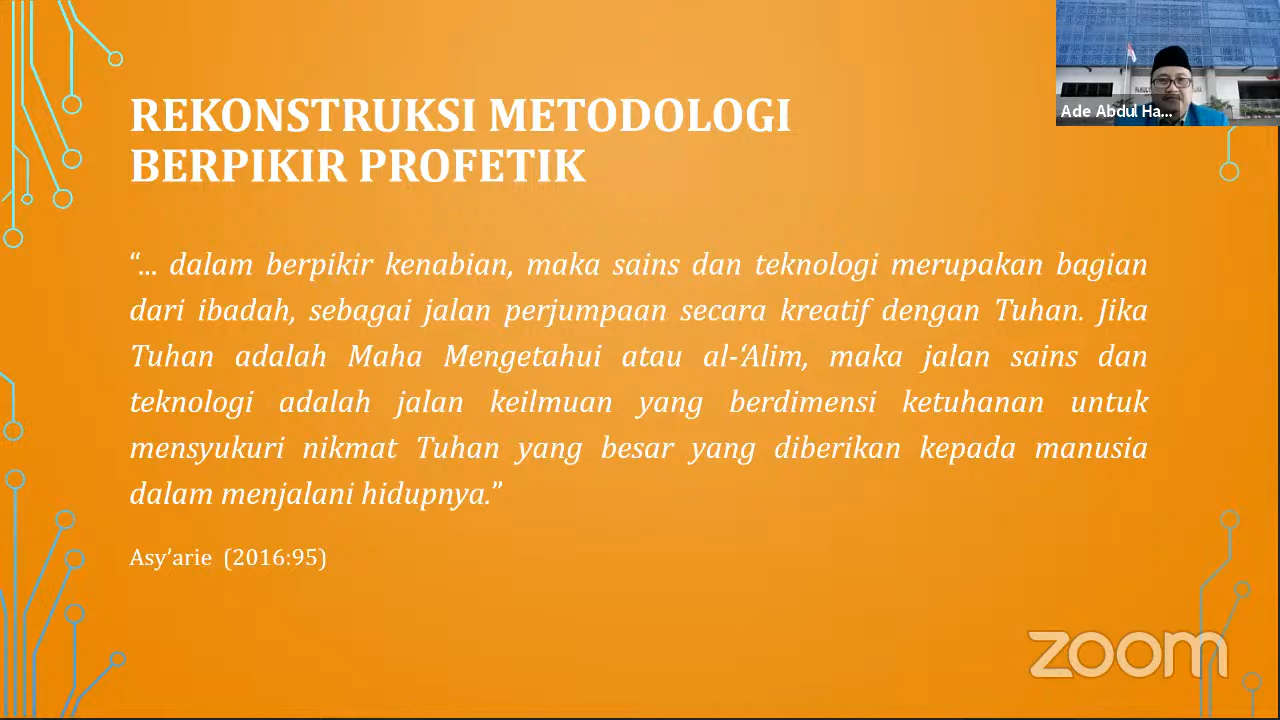 REKONSTRUKSI METODOLOGI
BERPIKIR PROFETIK
“... dalam berpikir kenabian, maka sains dan teknologi merupakan bagian
dari ibadah, sebagai jalan perjumpaan secara kreatif dengan Tuhan. Jika
Tuhan adalah Maha Mengetahui atau al-‘Alim, maka jalan sains dan
teknologi adalah jalan keilmuan yang berdimensi ketuhanan untuk
mensyukuri nikmat Tuhan yang besar yang diberikan kepada manusia
dalam menjalani hidupnya.”
Asy’arie (2016:95)
Ade Abdul Ha...
zoom